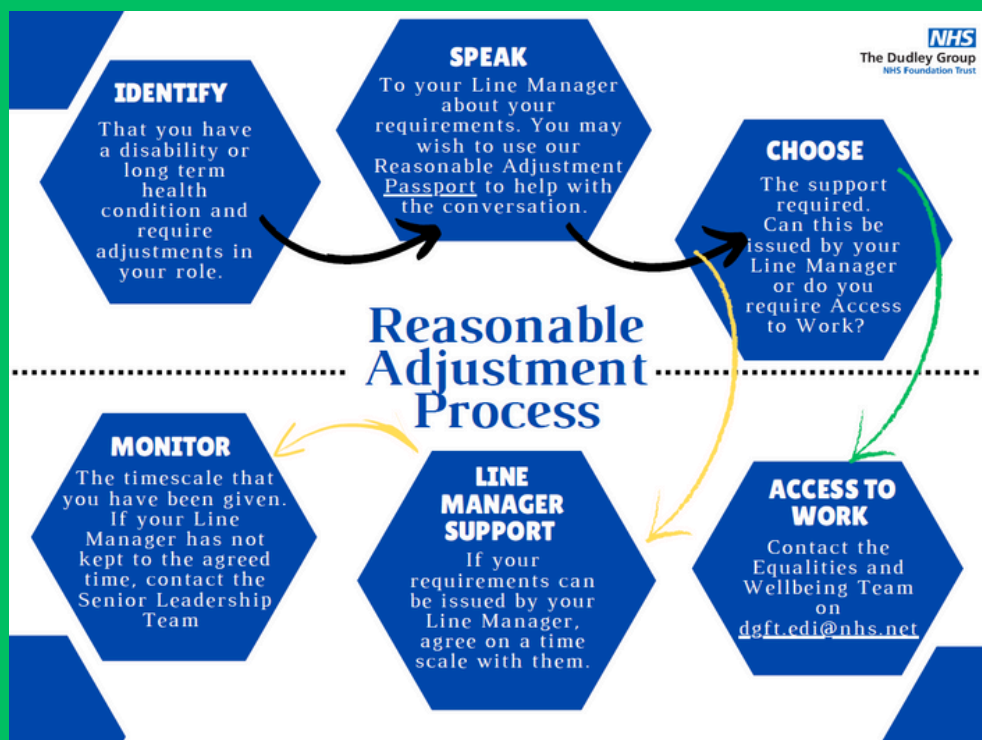 NHS
The Dudley Group
NHS Foundation Trust
IDENTIFY
That you have
a disability or
long term
health
condition and
require
adjustments in
your role.
SPEAK
To your Line Manager
about your
requirements. You may
wish to use our
Reasonable Adjustment
Passport to help with
the conversation.
CHOOSE
The support
required.
Can this be
issued by your
Line Manager
or do you
require Access
to Work?
Reasonable
Adjustment
Process
MONITOR
The timescale that
you have been given.
If your Line
Manager has not
kept to the agreed
time, contact the
Senior Leadership
Team
LINE
MANAGER
SUPPORT
If your
requirements can
be issued by your
Line Manager,
agree on a time
scale with them.
ACCESS TO
WORK
Contact the
Equalities and
Wellbeing Team
on
dgft.edi@nhs.net